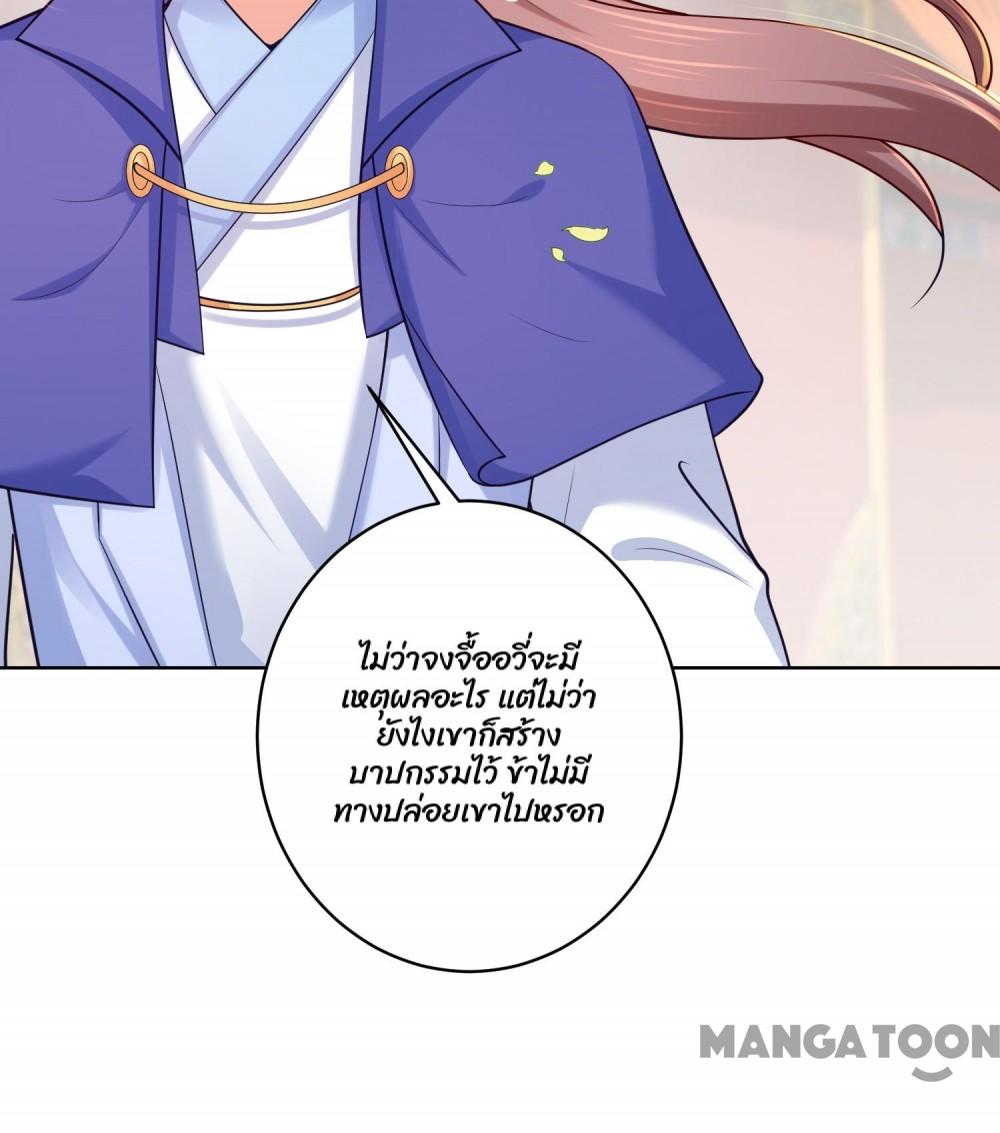 ไม่ว่าจงจื้ออวี่จะมี
เหตุผลอะไร แต่ไม่ว่า
ยังไงเขาก็สร้าง
บาปกรรมไว้ ข้าไม่มี
ทางปล่อยเขาไปหรอก
MANGATOON